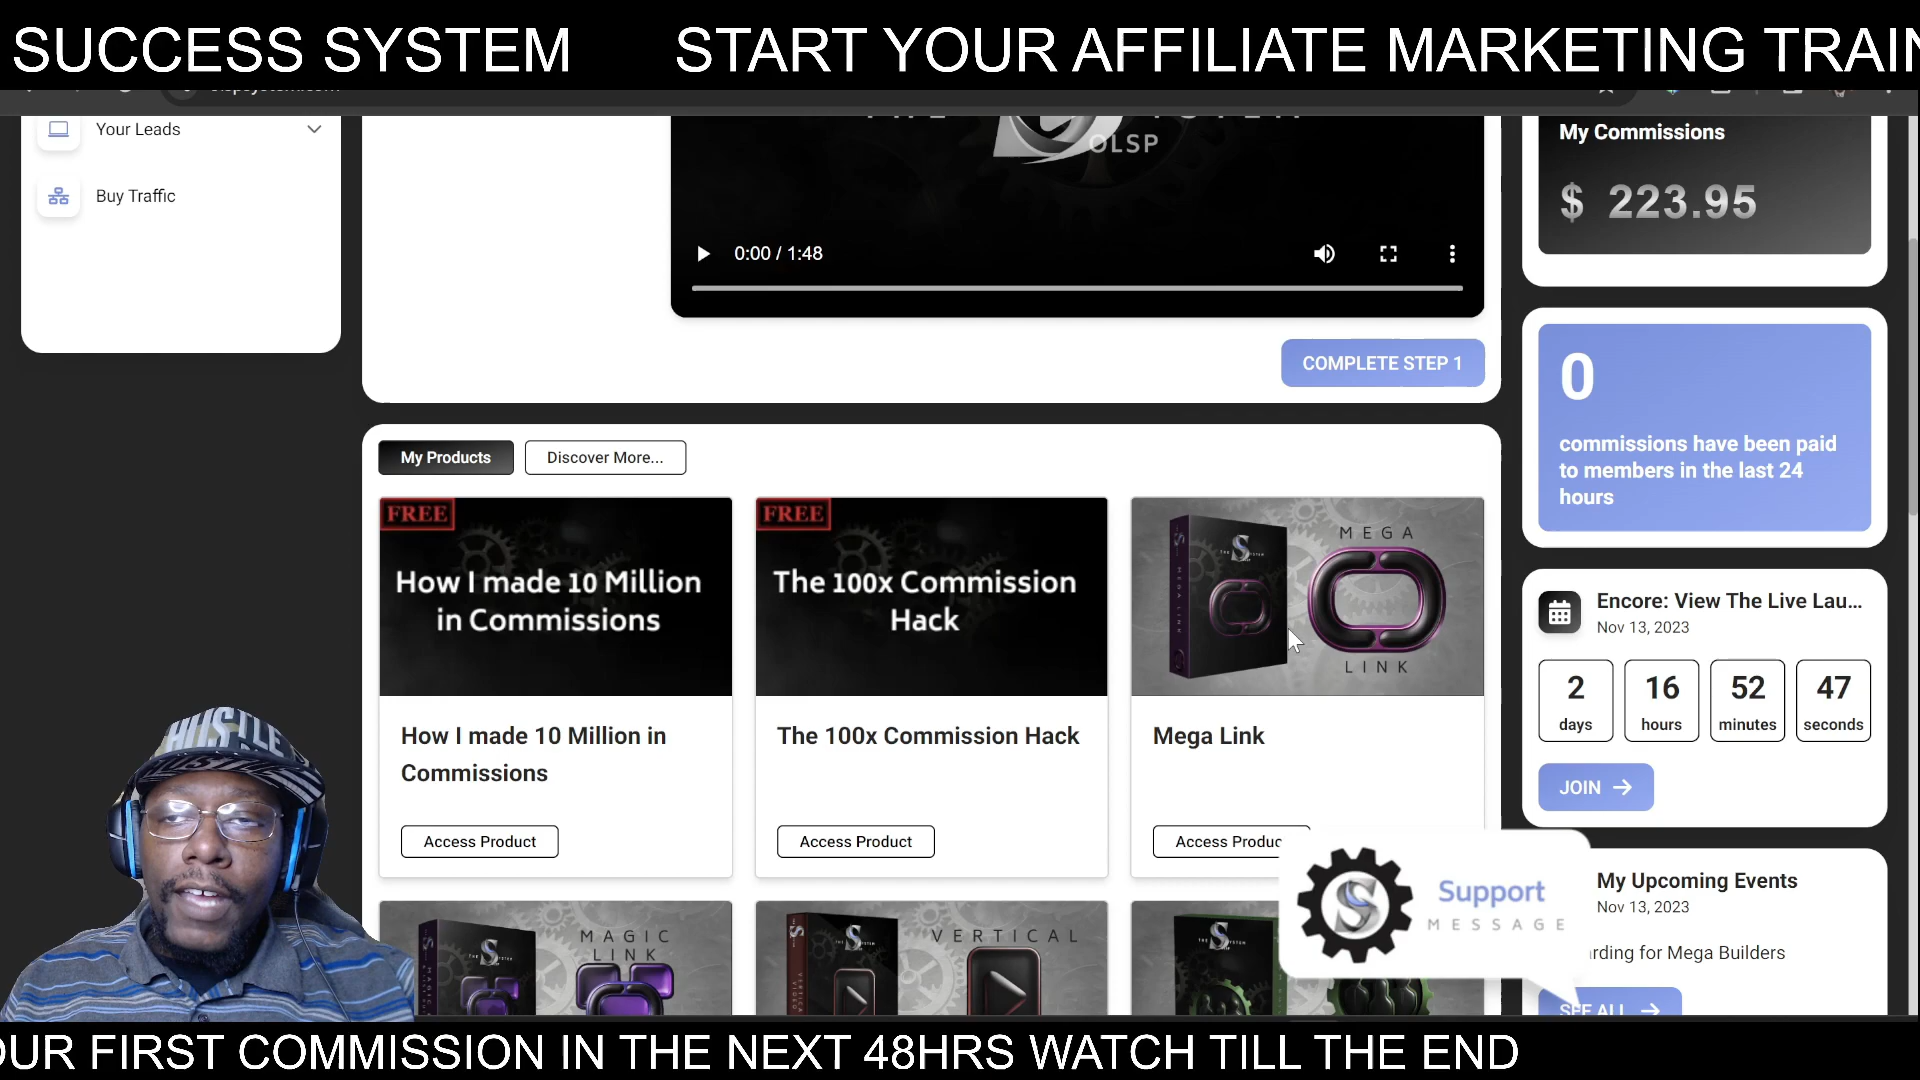 SUCCESS SYSTEM START YOUR AFFILIATE MARKETING TRAIN
Your Leads
Buy Traffic
OLSP
0:00 / 1:48
COMPLETE STEP 1
My Commissions
$ 223.95
0
commissions have been paid
to members in the last 24
hours
My Products
Discover More...
FREE
How I made 10 Million
in Commissions
How I made 10 Million in
Commissions
Access Product
FREE
The 100x Commission
Hack
The 100x Commission Hack
Access Product
MEGA
LINK
Mega Link
Access Produc
Encore: View The Live Lau...
Nov 13, 2023
2 16 52 47
days hours minutes seconds
JOIN
My Upcoming Events
Nov 13, 2023
rding for Mega Builders
SEE ALL
Support
MESSAGE
MAGIC
LINK
VERTICAL
HUSTLE
OUR FIRST COMMISSION IN THE NEXT 48HRS WATCH TILL THE END